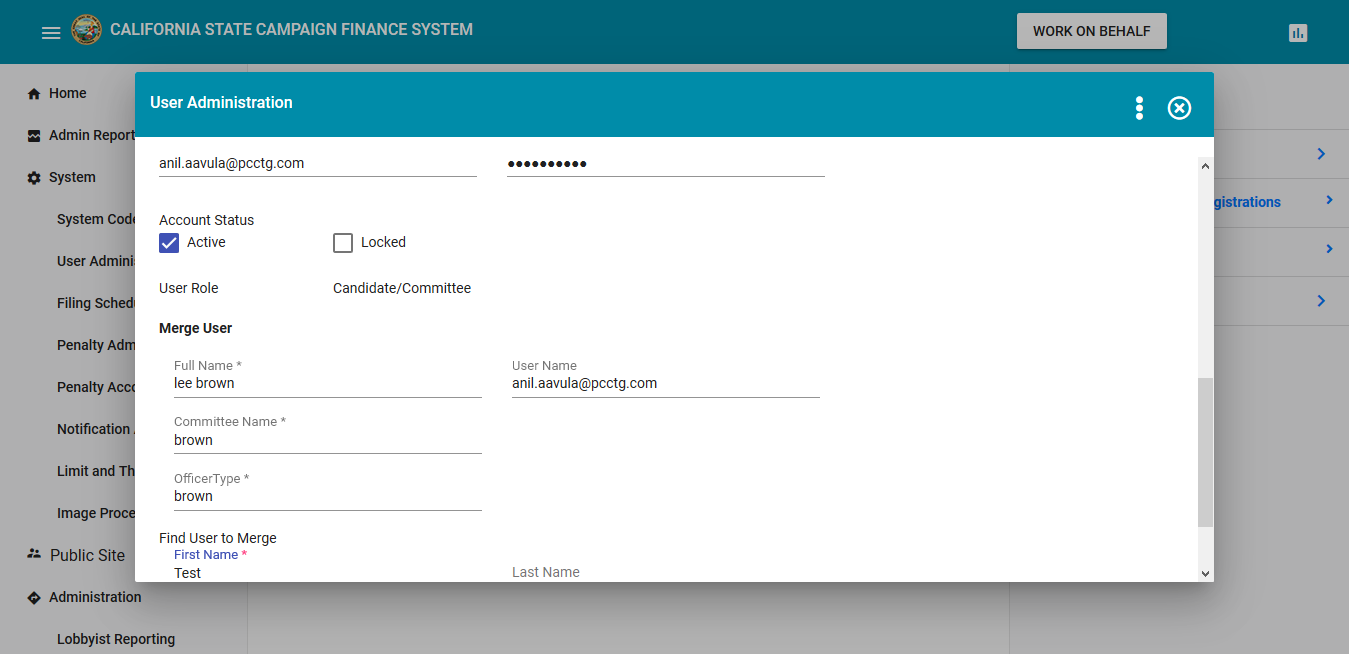 CALIFORNIA STATE CAMPAIGN FINANCE SYSTEM
WORK ON BEHALF
Home
Admin Report
System
System Code
User Adminis
Filing Schedu
Penalty Adm
Penalty Acco
Notification A
Limit and Th
Image Proce
Public Site
Administration
Lobbyist Reporting
User Administration
anil.aavula@pcctg.com
••••••••••
Account Status
Active
Locked
User Role
Candidate/Committee
Merge User
Full Name *
lee brown
User Name
anil.aavula@pcctg.com
Committee Name *
brown
OfficerType *
brown
Find User to Merge
First Name *
Test
Last Name
gistrations